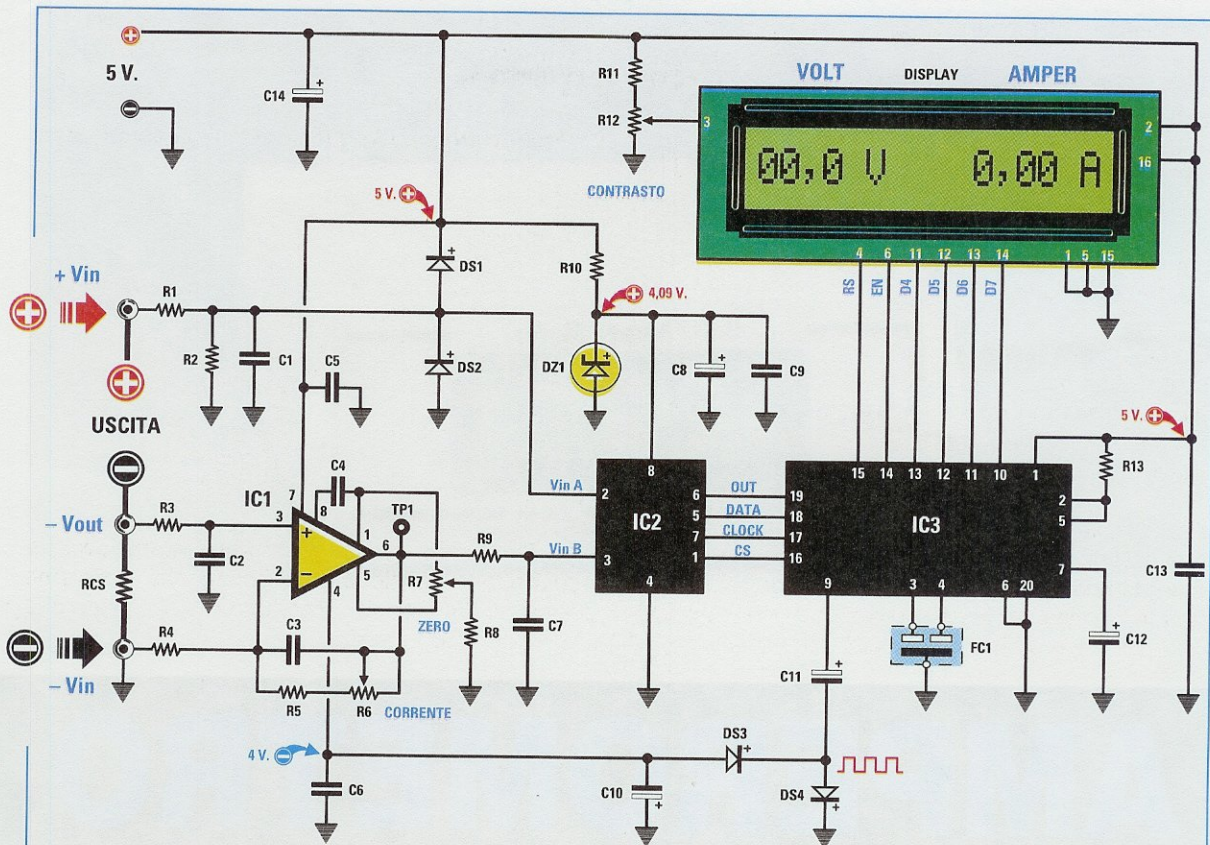 5 V.
C14
R11
R12
CONTRASTO
VOLT DISPLAY AMPER
3
2
16
00,0 V 0,00 A
4 6 11 12 13 14 1 5 15
RS EN D4 D5 D6 D7
5 V.
+ Vin
R1
R2
C1
C5
DS1
DS2
R10
4,09 V.
DZ1
C8
C9
USCITA
− Vout
R3
C2
RCS
− Vin
R4
IC1
7
8
3
2
+
−
1
6
5
4
C4
TP1
R7
ZERO
R8
C3
R5
R6
CORRENTE
R9
C7
Vin A
Vin B
IC2
8
2
3
4
6 OUT 19
5 DATA 18
7 CLOCK 17
1 CS 16
IC3
15 14 13 12 11 10 1
2
5
7
9 3 4 6 20
5 V.
R13
C13
C12
FC1
C11
4 V.
C6
C10
DS3
DS4